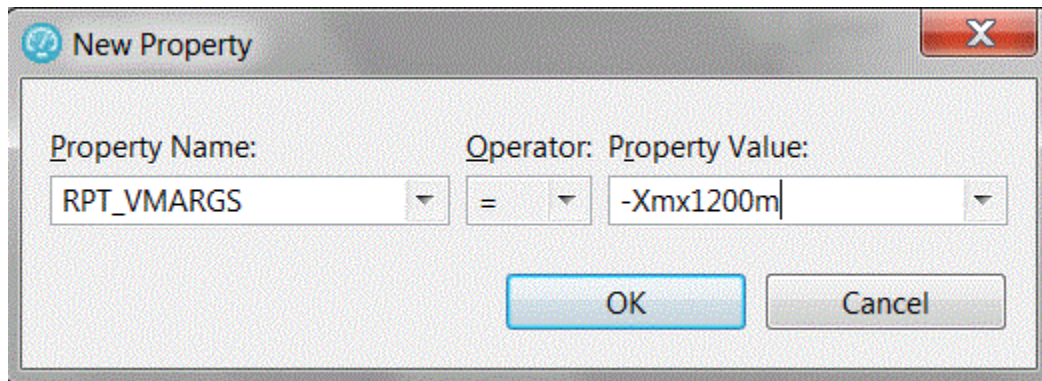 New Property
Property Name: Operator: Property Value:
RPT_VMARGS = -Xmx1200m
OK Cancel